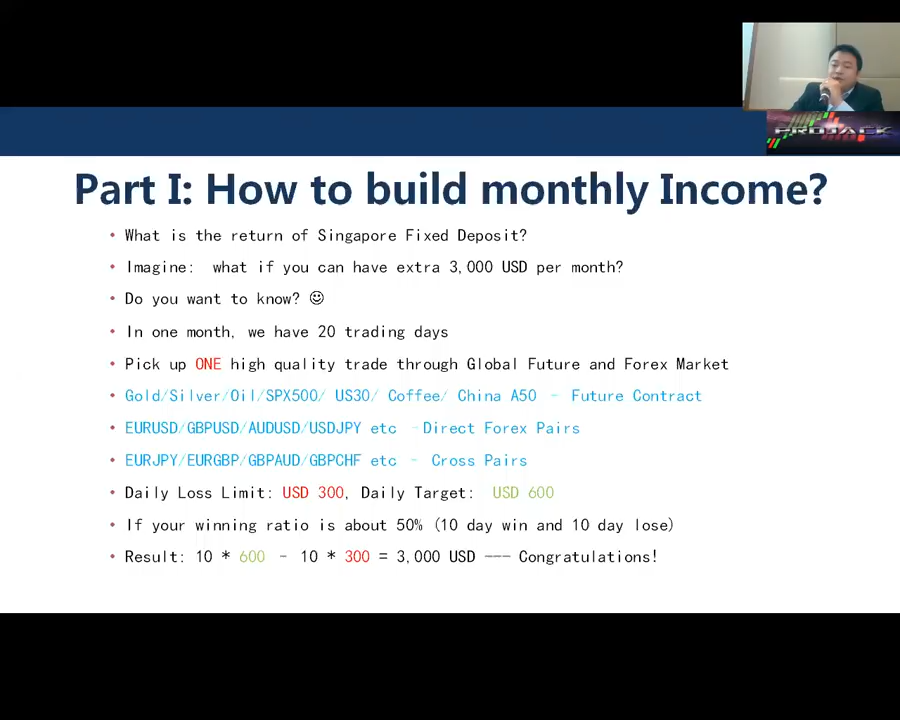 PROJACK
Part I: How to build monthly Income?
• What is the return of Singapore Fixed Deposit?
• Imagine: what if you can have extra 3,000 USD per month?
• Do you want to know? ☺
• In one month, we have 20 trading days
• Pick up ONE high quality trade through Global Future and Forex Market
• Gold/Silver/Oil/SPX500/ US30/ Coffee/ China A50 – Future Contract
• EURUSD/GBPUSD/AUDUSD/USDJPY etc –Direct Forex Pairs
• EURJPY/EURGBP/GBPAUD/GBPCHF etc – Cross Pairs
• Daily Loss Limit: USD 300, Daily Target: USD 600
• If your winning ratio is about 50% (10 day win and 10 day lose)
• Result: 10 * 600 – 10 * 300 = 3,000 USD --– Congratulations!